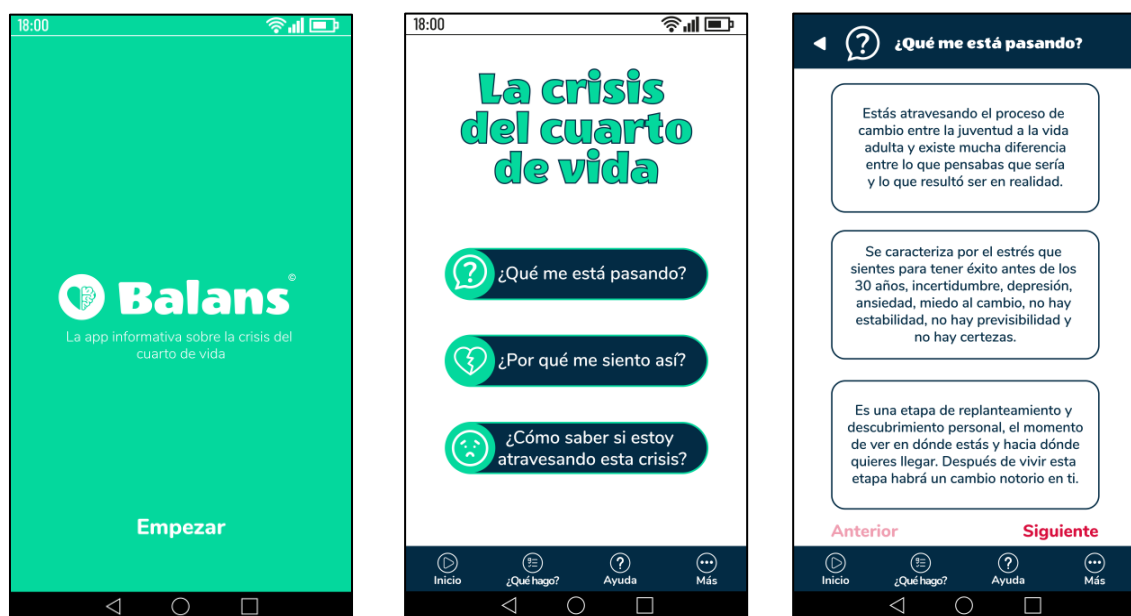 18:00
Balans©
La app informativa sobre la crisis del
cuarto de vida
Empezar
18:00
La crisis
del cuarto
de vida
¿Qué me está pasando?
¿Por qué me siento así?
¿Cómo saber si estoy
atravesando esta crisis?
Inicio
¿Qué hago?
Ayuda
Más
¿Qué me está pasando?
Estás atravesando el proceso de
cambio entre la juventud a la vida
adulta y existe mucha diferencia
entre lo que pensabas que sería
y lo que resultó ser en realidad.
Se caracteriza por el estrés que
sientes para tener éxito antes de los
30 años, incertidumbre, depresión,
ansiedad, miedo al cambio, no hay
estabilidad, no hay previsibilidad y
no hay certezas.
Es una etapa de replanteamiento y
descubrimiento personal, el momento
de ver en dónde estás y hacia dónde
quieres llegar. Después de vivir esta
etapa habrá un cambio notorio en ti.
Anterior
Siguiente
Inicio
¿Qué hago?
Ayuda
Más